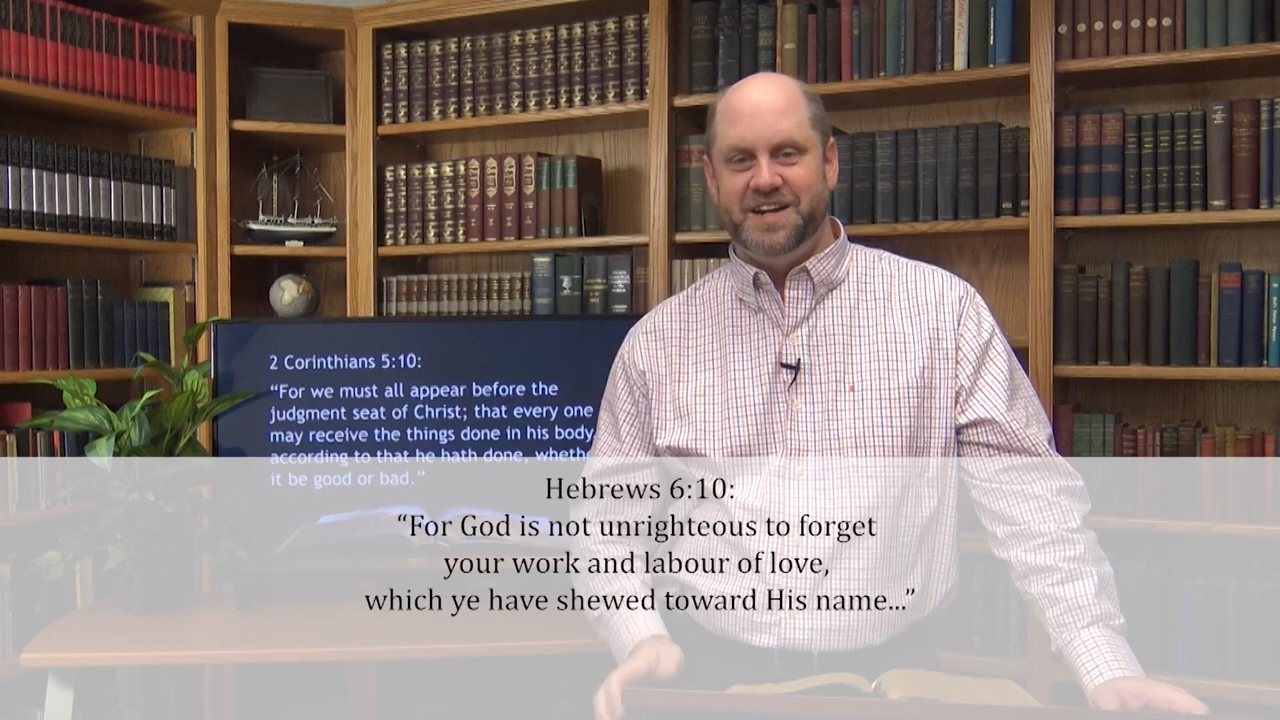 2 Corinthians 5:10:
“For we must all appear before the
judgment seat of Christ; that every one
may receive the things done in his body,
according to that he hath done, wheth
it be good or bad.”
Hebrews 6:10:
“For God is not unrighteous to forget
your work and labour of love,
which ye have shewed toward His name...”